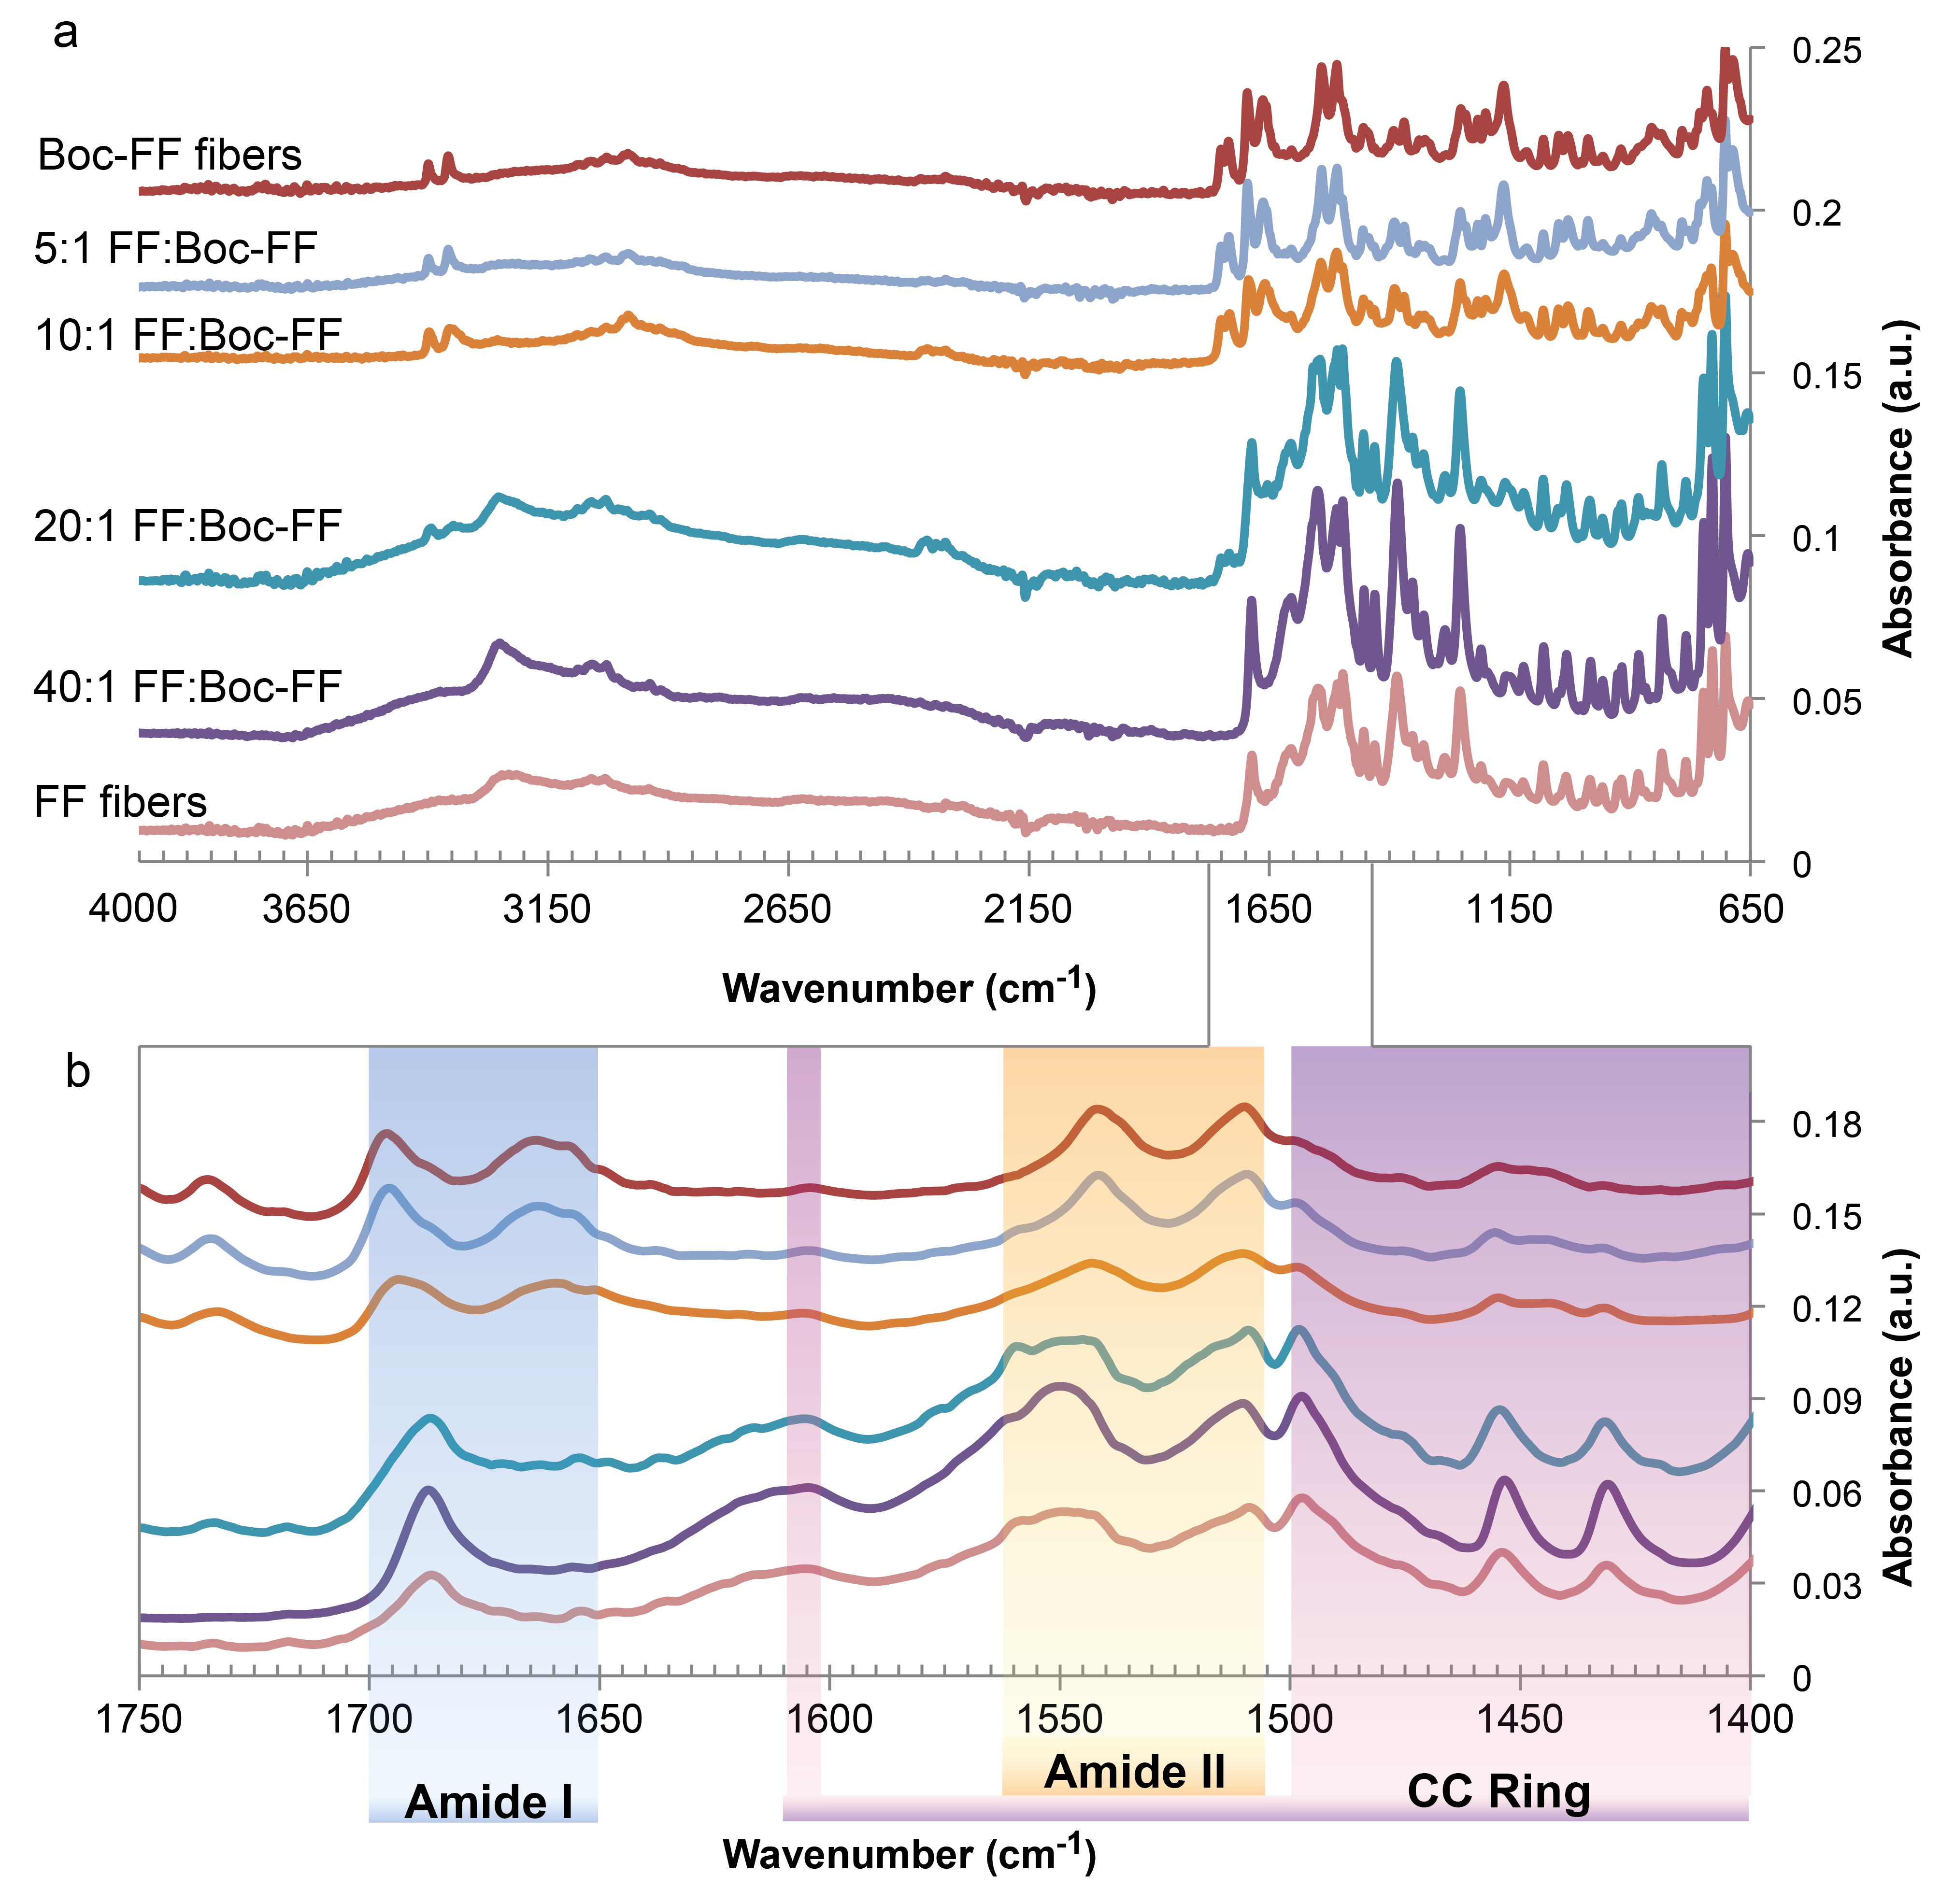 a
0.25
Boc-FF fibers
0.2
5:1 FF:Boc-FF
10:1 FF:Boc-FF
0.15
20:1 FF:Boc-FF
0.1
40:1 FF:Boc-FF
0.05
FF fibers
0
Absorbance (a.u.)
4000 3650 3150 2650 2150 1650 1150 650
Wavenumber (cm-1)
b
0.18
0.15
0.12
0.09
0.06
0.03
0
Absorbance (a.u.)
1750 1700 1650 1600 1550 1500 1450 1400
Amide I Amide II CC Ring
Wavenumber (cm-1)